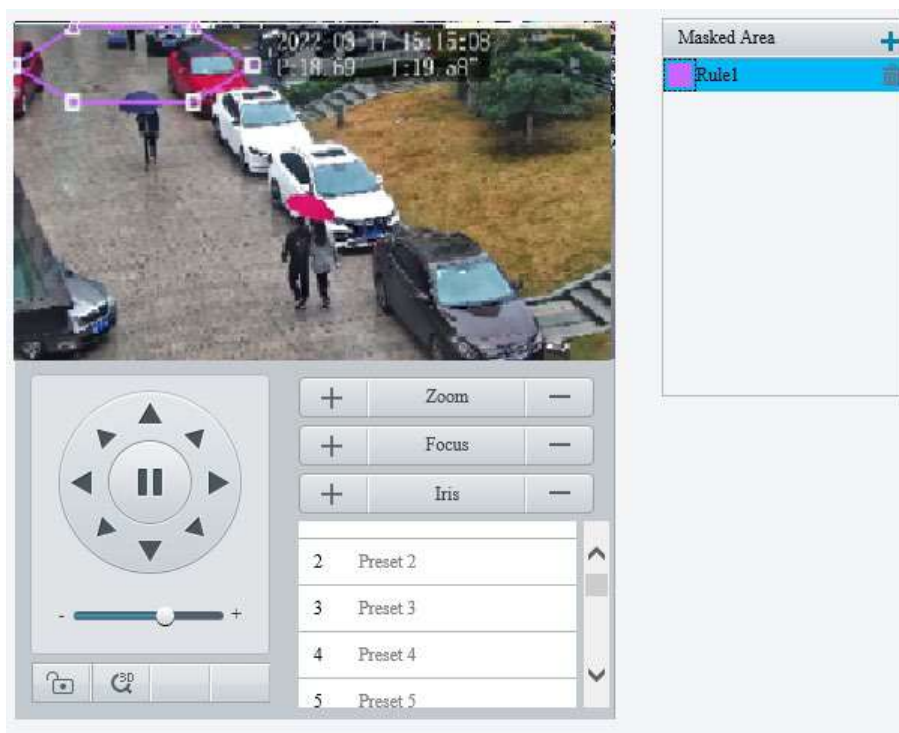 2022-03-17 15:15:08
Masked Area
Rule1
Zoom
Focus
Iris
2 Preset 2
3 Preset 3
4 Preset 4
5 Preset 5
- +
3D